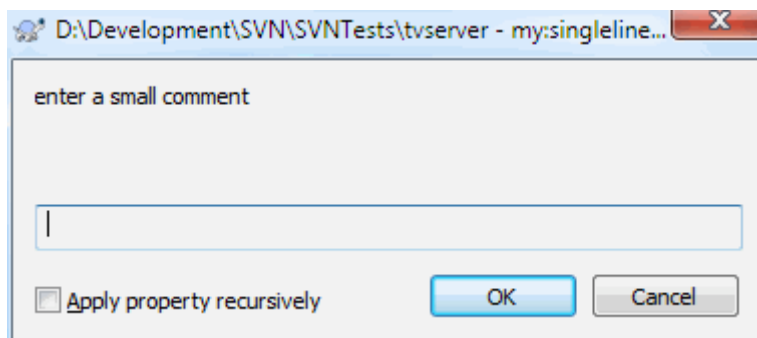 D:\Development\SVN\SVNTests\tvserver - my:singleline...
enter a small comment
Apply property recursively
OK
Cancel